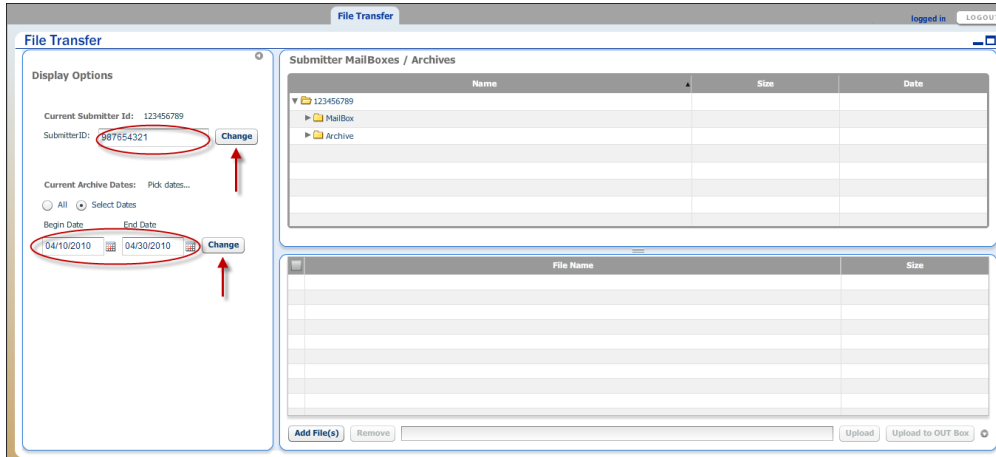 File Transfer
logged in LOGOUT
File Transfer
Display Options
Current Submitter Id: 123456789
SubmitterID: 987654321 Change
Current Archive Dates: Pick dates...
All Select Dates
Begin Date End Date
04/10/2010 04/30/2010 Change
Submitter MailBoxes / Archives
Name Size Date
123456789
MailBox
Archive
File Name Size
Add File(s) Remove Upload Upload to OUT Box